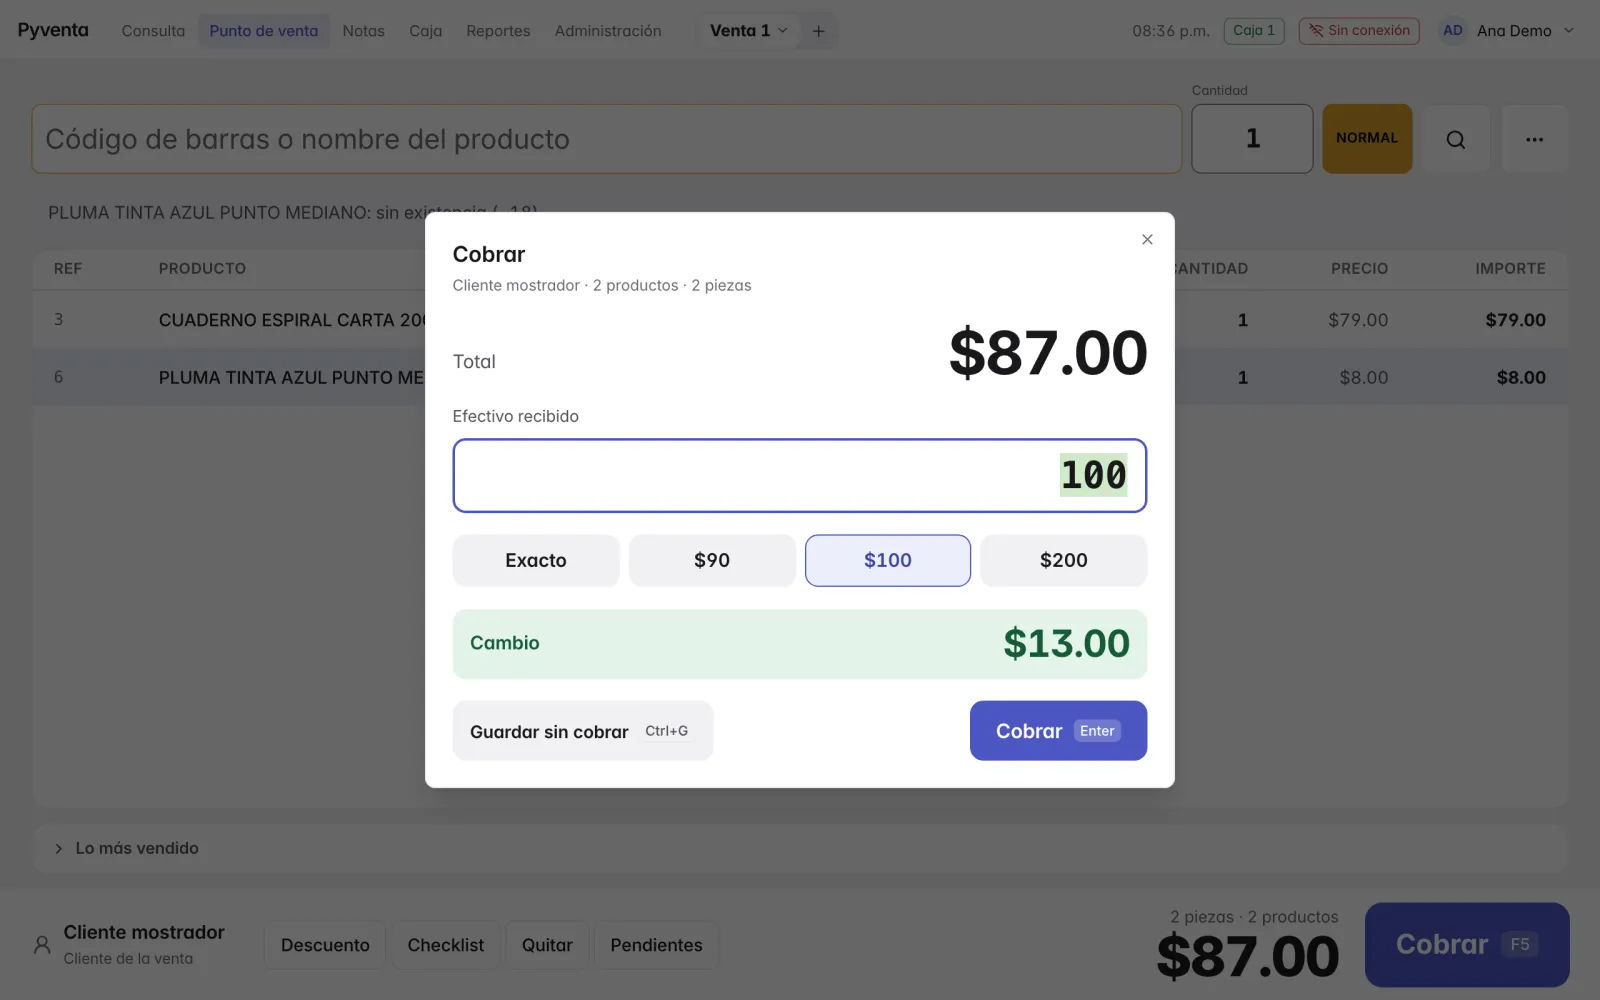 Pyventa
Consulta
Punto de venta
Notas
Caja
Reportes
Administración
Venta 1
+
08:36 p.m.
Caja 1
Sin conexión
AD
Ana Demo
Cantidad
Código de barras o nombre del producto
1
NORMAL
PLUMA TINTA AZUL PUNTO MEDIANO: sin existencia (
REF PRODUCTO CANTIDAD PRECIO IMPORTE
3 CUADERNO ESPIRAL CARTA 1 $79.00 $79.00
6 PLUMA TINTA AZUL PUNTO 1 $8.00 $8.00
Cobrar
Cliente mostrador · 2 productos · 2 piezas
Total $87.00
Efectivo recibido
100
Exacto $90 $100 $200
Cambio $13.00
Guardar sin cobrar Ctrl+G
Cobrar Enter
Lo más vendido
Cliente mostrador
Cliente de la venta
Descuento
Checklist
Quitar
Pendientes
2 piezas · 2 productos
$87.00
Cobrar F5